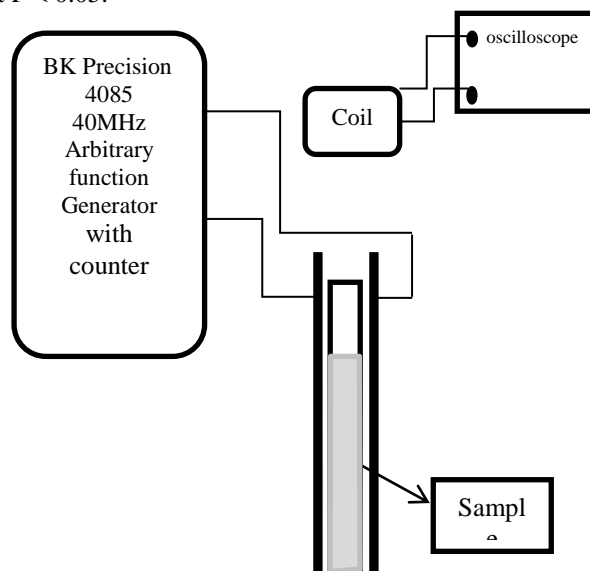 BK Precision
4085
40MHz
Arbitrary
function
Generator
with
counter
Coil
oscilloscope
Sampl
e